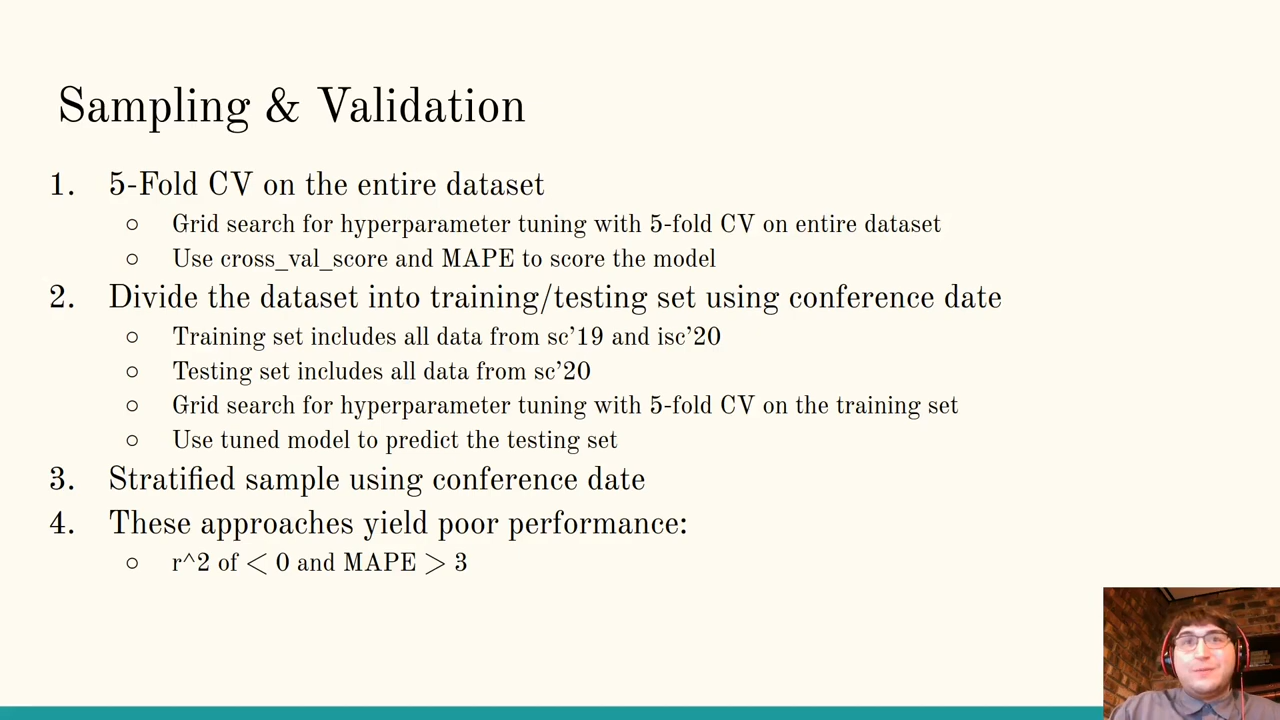 Sampling & Validation
1. 5-Fold CV on the entire dataset
○ Grid search for hyperparameter tuning with 5-fold CV on entire dataset
○ Use cross_val_score and MAPE to score the model
2. Divide the dataset into training/testing set using conference date
○ Training set includes all data from sc’19 and isc’20
○ Testing set includes all data from sc’20
○ Grid search for hyperparameter tuning with 5-fold CV on the training set
○ Use tuned model to predict the testing set
3. Stratified sample using conference date
4. These approaches yield poor performance:
○ r^2 of < 0 and MAPE > 3